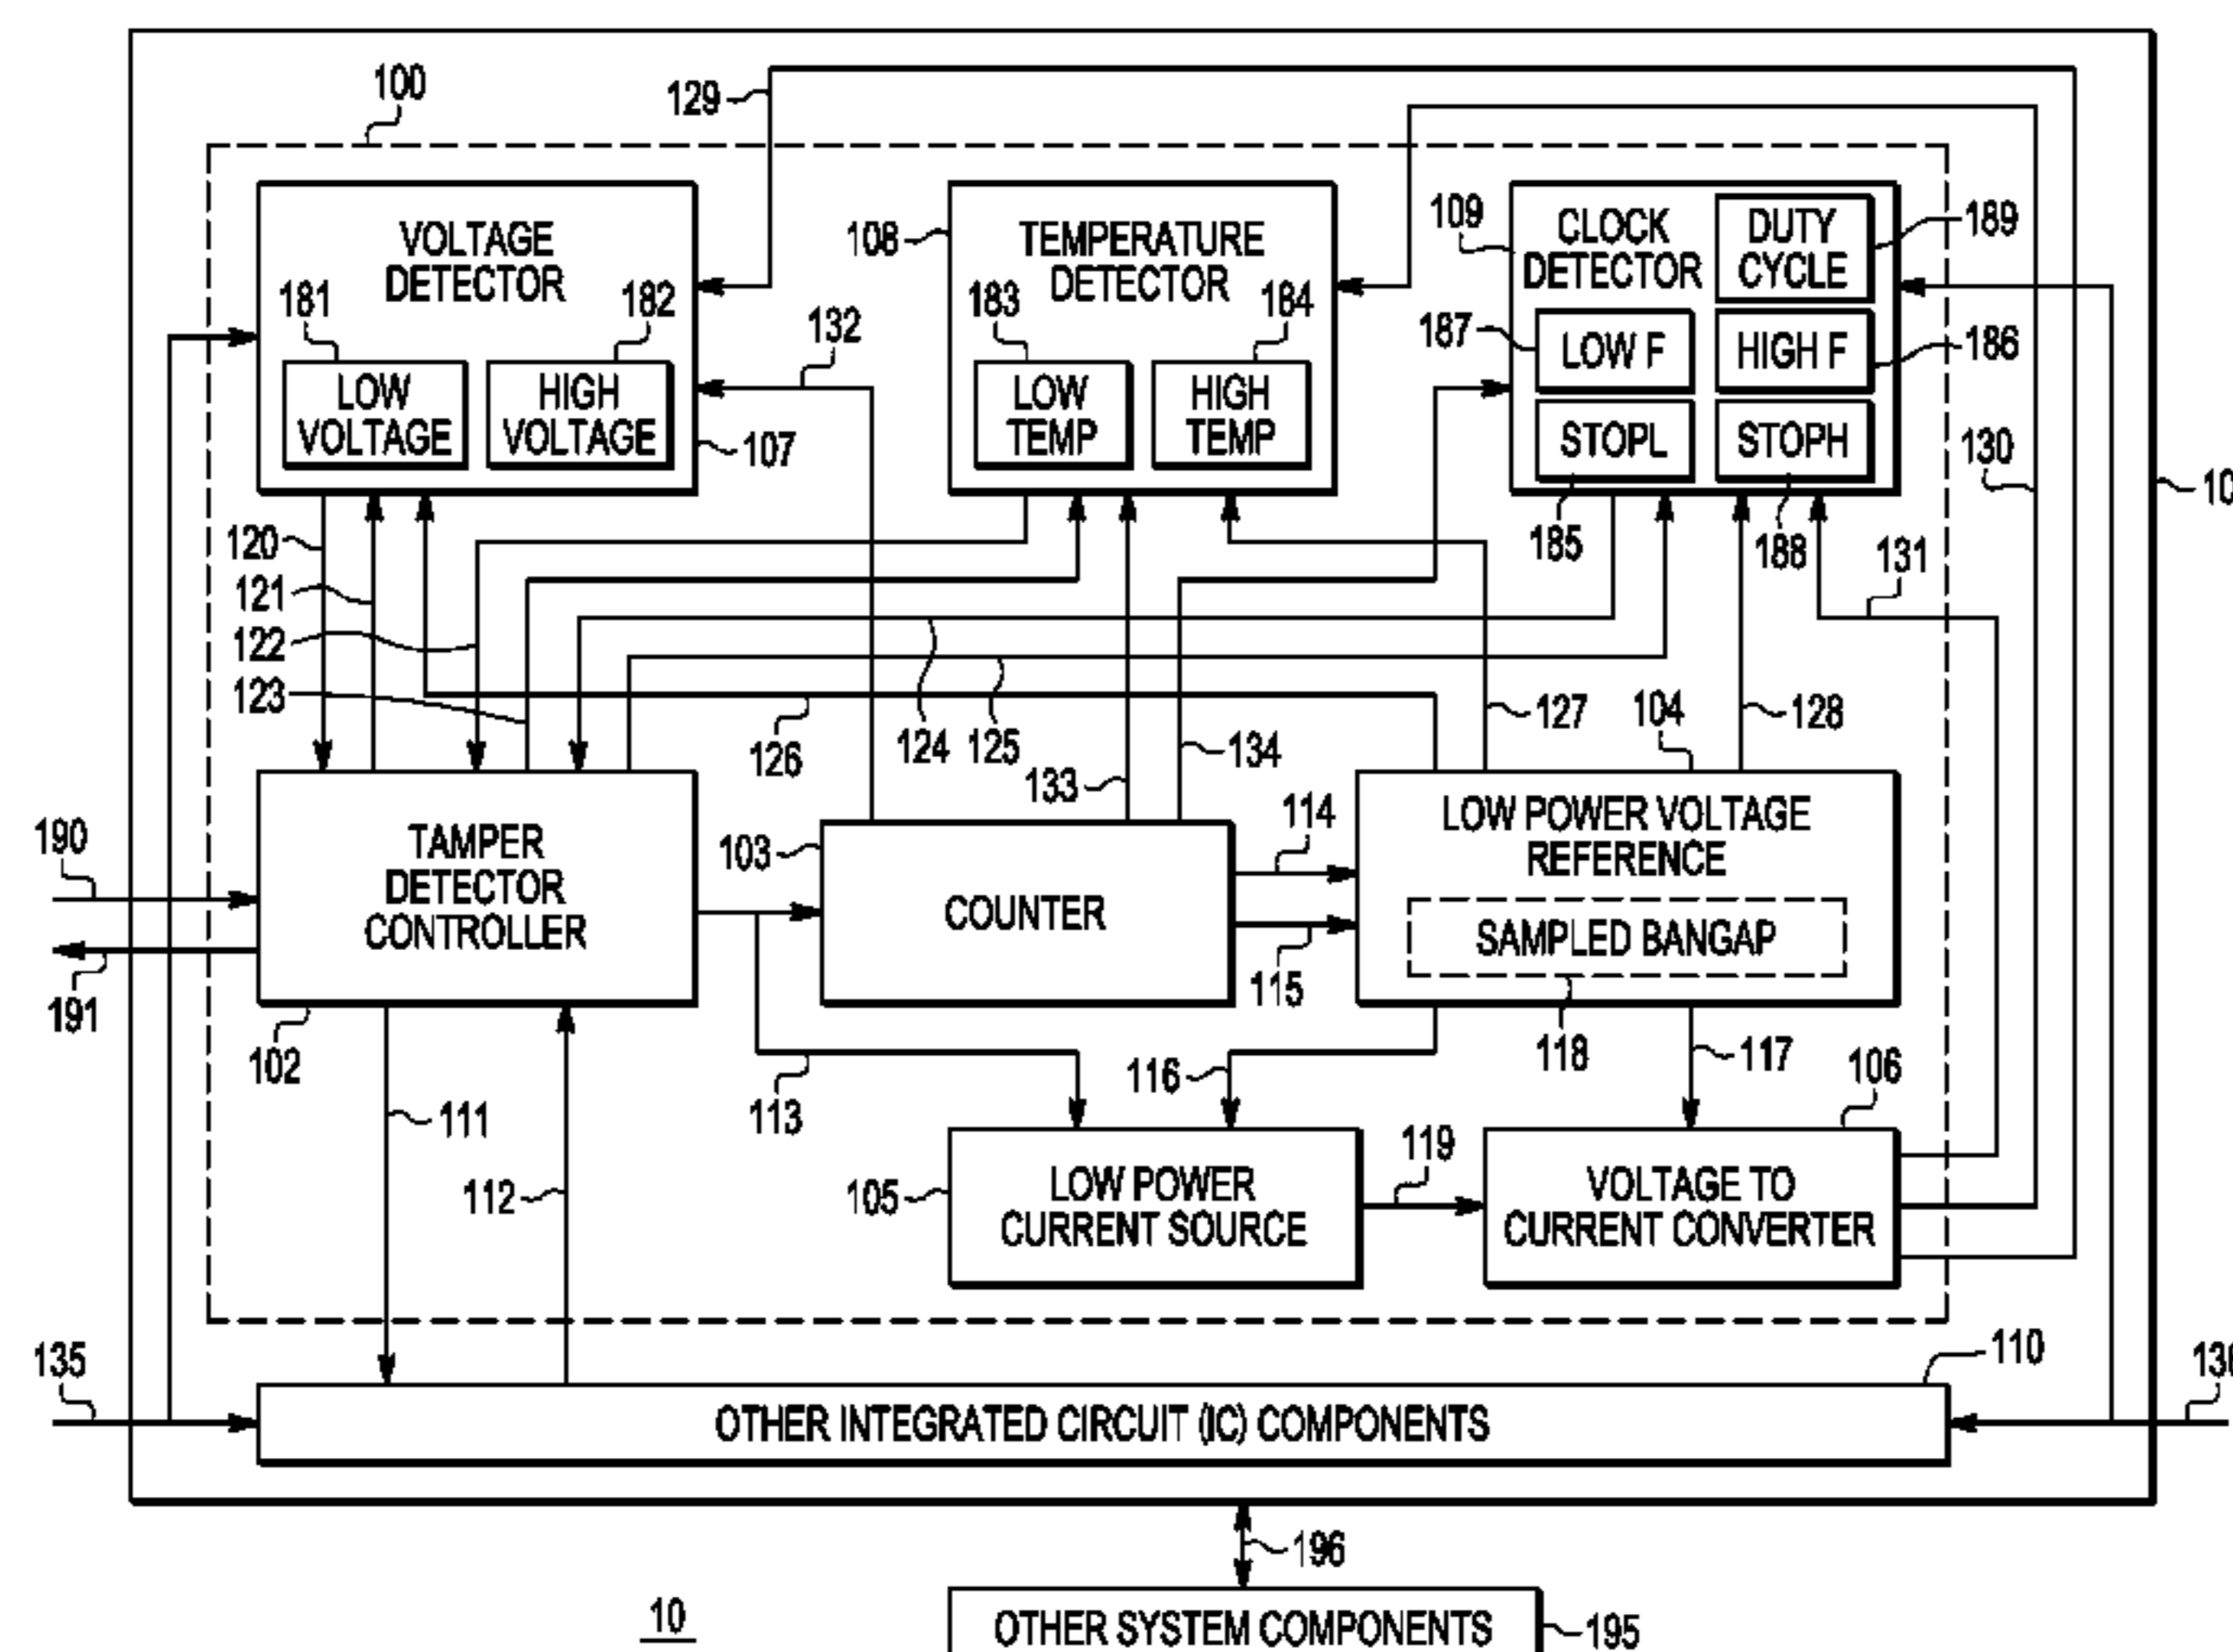 100
129
VOLTAGE
DETECTOR
181
182
LOW
VOLTAGE
HIGH
VOLTAGE
107
132
108
TEMPERATURE
DETECTOR
183
184
LOW
TEMP
HIGH
TEMP
109
CLOCK
DETECTOR
DUTY
CYCLE
189
187
LOW F
HIGH F
186
STOPL
STOPH
185
188
130
131
120
121
122
123
124
125
126
127
128
104
133
134
190
191
TAMPER
DETECTOR
CONTROLLER
102
103
COUNTER
114
115
LOW POWER VOLTAGE
REFERENCE
SAMPLED BANGAP
118
111
112
113
116
117
106
105
LOW POWER
CURRENT SOURCE
119
VOLTAGE TO
CURRENT CONVERTER
135
110
OTHER INTEGRATED CIRCUIT (IC) COMPONENTS
196
10
OTHER SYSTEM COMPONENTS
195